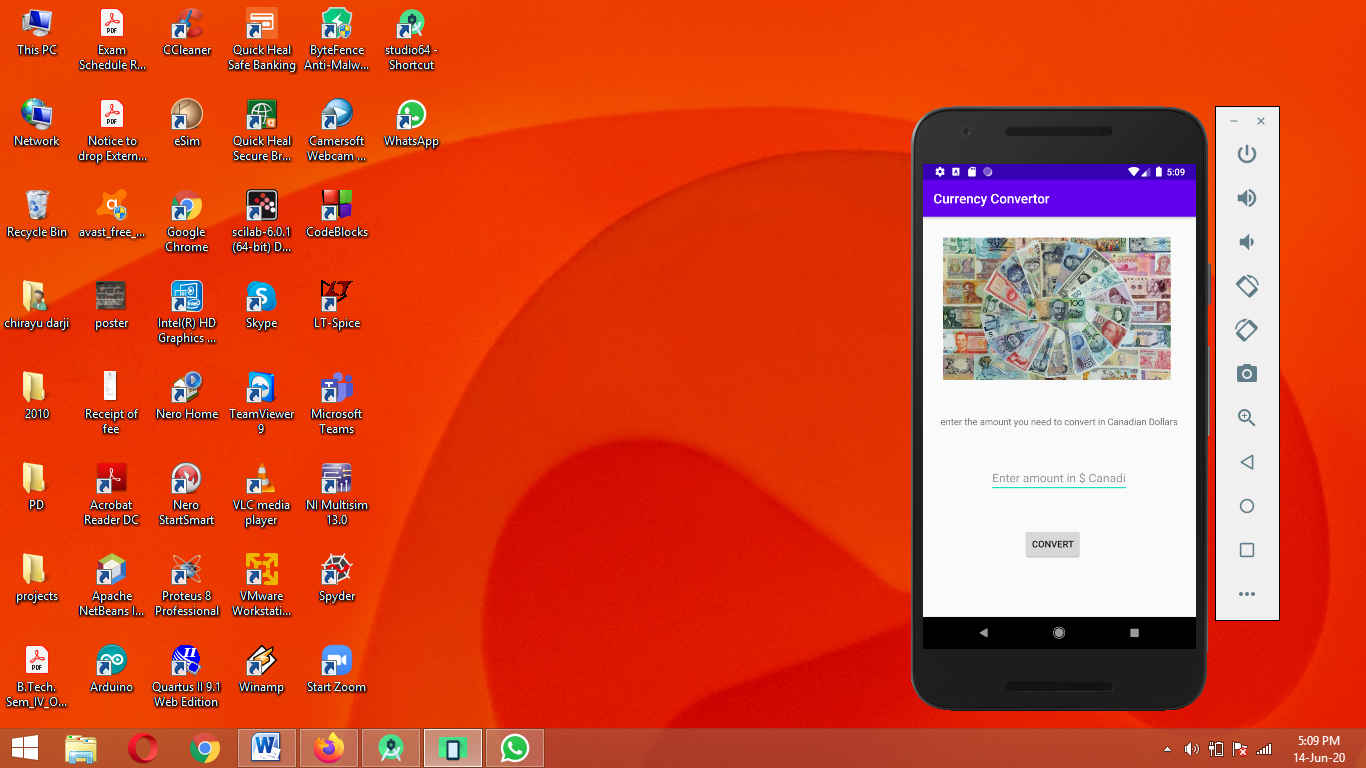 This PC
Exam
Schedule R...
CCleaner
Quick Heal
Safe Banking
ByteFence
Anti-Malw...
studio64 -
Shortcut
Network
Notice to
drop Extern...
eSim
Quick Heal
Secure Br...
Camersoft
Webcam ...
WhatsApp
Recycle Bin
avast_free_...
Google
Chrome
scilab-6.0.1
(64-bit) D...
CodeBlocks
chirayu darji
poster
Intel(R) HD
Graphics ...
Skype
LT-Spice
2010
Receipt of
fee
Nero Home
TeamViewer
9
Microsoft
Teams
PD
Acrobat
Reader DC
Nero
StartSmart
VLC media
player
NI Multisim
13.0
projects
Apache
NetBeans I...
Proteus 8
Professional
VMware
Workstati...
Spyder
B.Tech.
Sem_IV_O...
Arduino
Quartus II 9.1
Web Edition
Winamp
Start Zoom
5:09
Currency Convertor
enter the amount you need to convert in Canadian Dollars
Enter amount in $ Canadi
CONVERT
5:09 PM
14-Jun-20